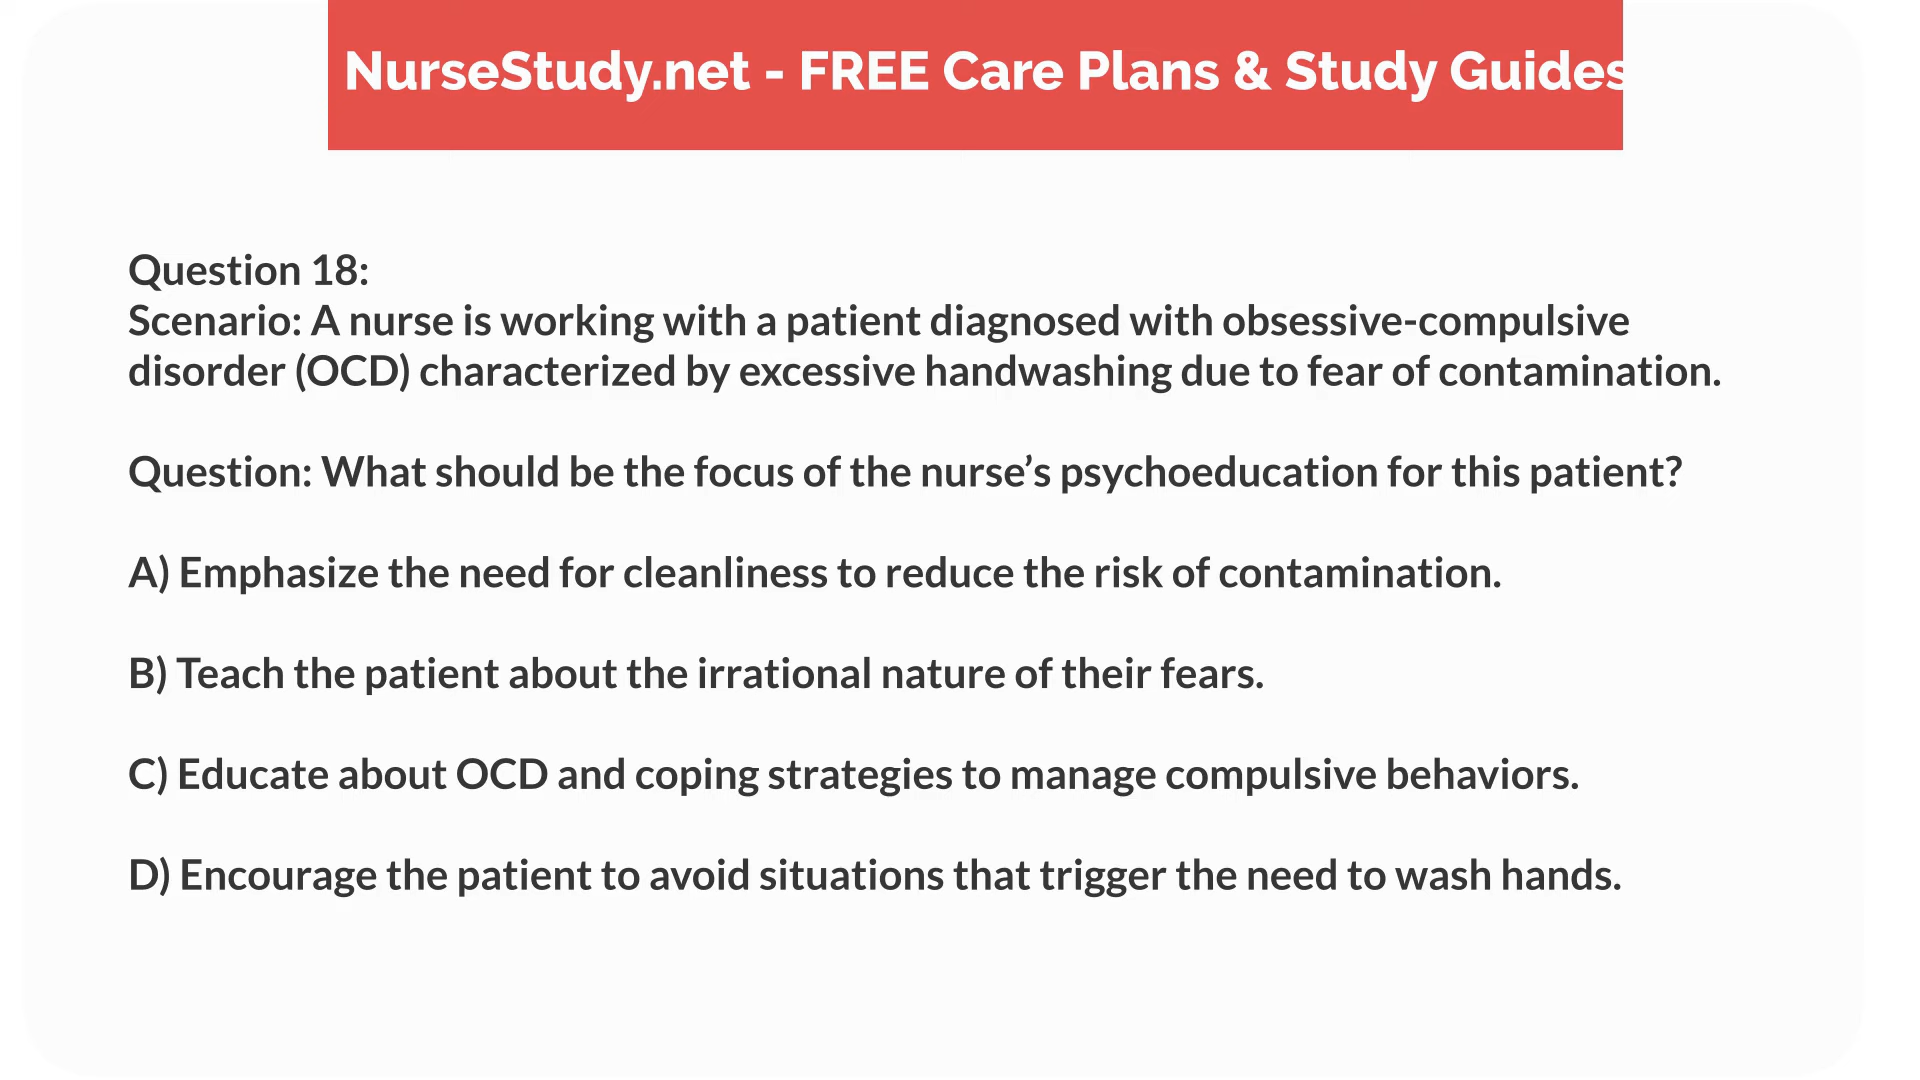 NurseStudy.net - FREE Care Plans & Study Guides
Question 18:
Scenario: A nurse is working with a patient diagnosed with obsessive-compulsive
disorder (OCD) characterized by excessive handwashing due to fear of contamination.
Question: What should be the focus of the nurse’s psychoeducation for this patient?
A) Emphasize the need for cleanliness to reduce the risk of contamination.
B) Teach the patient about the irrational nature of their fears.
C) Educate about OCD and coping strategies to manage compulsive behaviors.
D) Encourage the patient to avoid situations that trigger the need to wash hands.